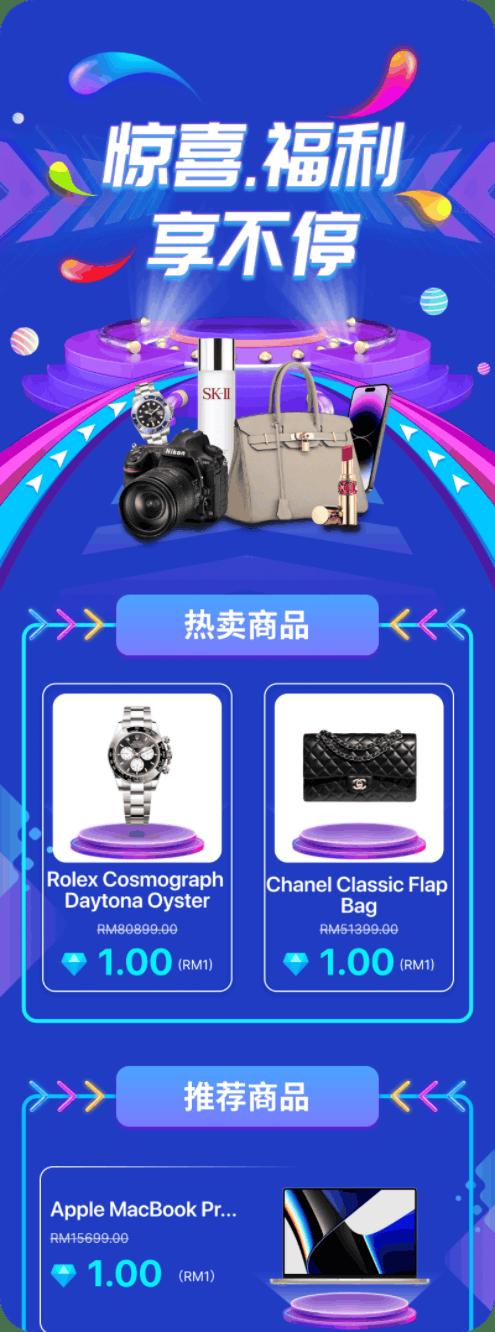 惊喜.福利
享不停
SK-II
Nikon
热卖商品
Rolex Cosmograph
Daytona Oyster
RM80899.00
1.00 (RM1)
Chanel Classic Flap
Bag
RM51399.00
1.00 (RM1)
推荐商品
Apple MacBook Pr...
RM15699.00
1.00 (RM1)